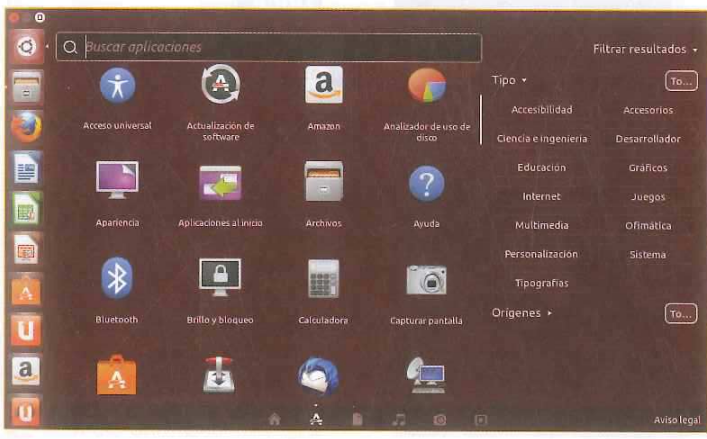 Buscar aplicaciones
Filtrar resultados
Acceso universal
Actualización de
software
Amazon
Analizador de uso de
disco
Apariencia
Aplicaciones al inicio
Archivos
Ayuda
Bluetooth
Brillo y bloqueo
Calculadora
Capturar pantalla
Tipo
To...
Accesibilidad
Accesorios
Ciencia e ingeniería
Desarrollador
Educación
Gráficos
Internet
Juegos
Multimedia
Ofimática
Personalización
Sistema
Tipografías
Orígenes
To...
Aviso legal